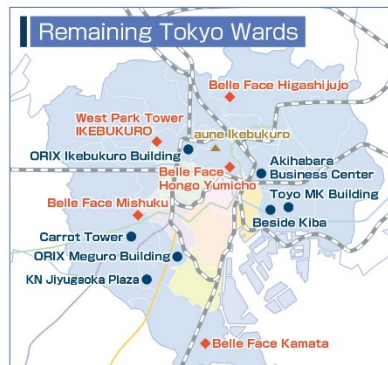 Remaining Tokyo Wards
Belle Face Higashijujo
West Park Tower
IKEBUKURO
aune Ikebukuro
ORIX Ikebukuro Building
Akihabara
Business Center
Belle Face
Hongo Yumicho
Toyo MK Building
Belle Face Mishuku
Beside Kiba
Carrot Tower
ORIX Meguro Building
KN Jiyugaoka Plaza
Belle Face Kamata